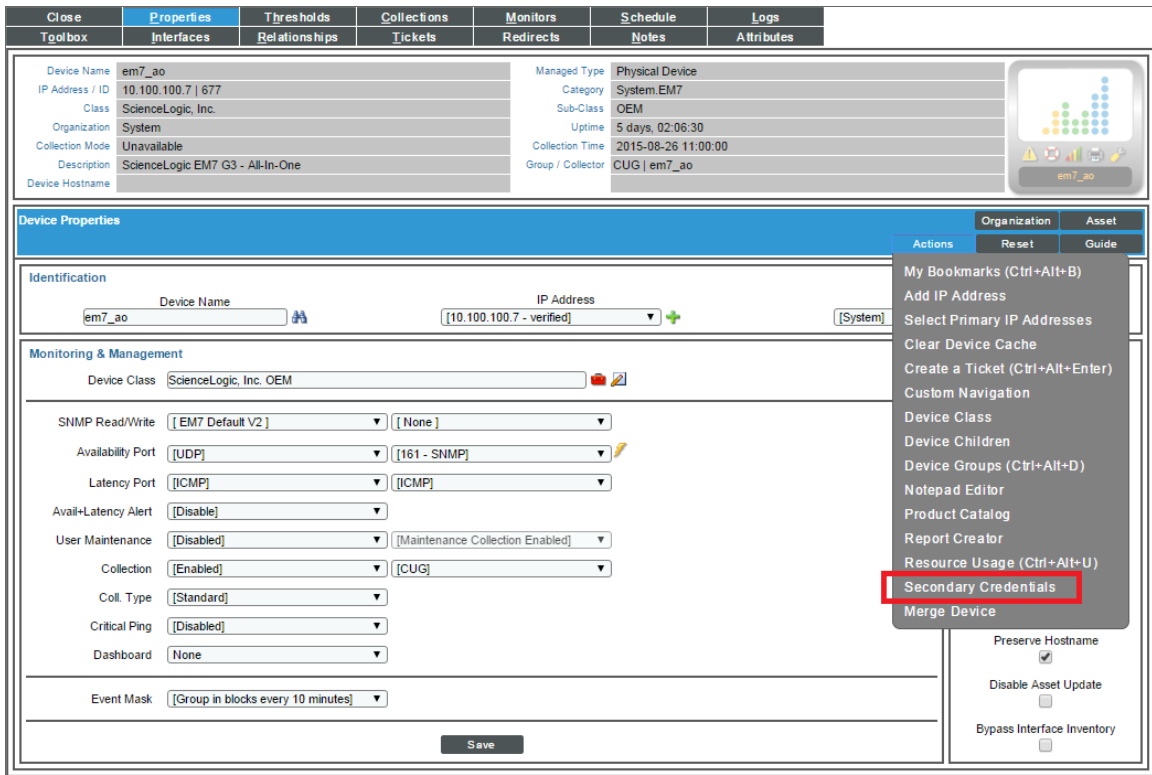 Close Properties Thresholds Collections Monitors Schedule Logs
Toolbox Interfaces Relationships Tickets Redirects Notes Attributes
Device Name em7_ao Managed Type Physical Device
IP Address / ID 10.100.100.7 | 677 Category System.EM7
Class ScienceLogic, Inc. Sub-Class OEM
Organization System Uptime 5 days, 02:06:30
Collection Mode Unavailable Collection Time 2015-08-26 11:00:00
Description ScienceLogic EM7 G3 - All-In-One Group / Collector CUG | em7_ao
Device Hostname
em7_ao
Device Properties Organization Asset
Actions Reset Guide
My Bookmarks (Ctrl+Alt+B)
Add IP Address
Select Primary IP Addresses
Clear Device Cache
Create a Ticket (Ctrl+Alt+Enter)
Custom Navigation
Device Class
Device Children
Device Groups (Ctrl+Alt+D)
Notepad Editor
Product Catalog
Report Creator
Resource Usage (Ctrl+Alt+U)
Secondary Credentials
Merge Device
Identification
Device Name IP Address
em7_ao [10.100.100.7 - verified] [System]
Monitoring & Management
Device Class ScienceLogic, Inc. OEM
SNMP Read/Write [ EM7 Default V2 ] [ None ]
Availability Port [UDP] [161 - SNMP]
Latency Port [ICMP] [ICMP]
Avail+Latency Alert [Disable]
User Maintenance [Disabled] [Maintenance Collection Enabled]
Collection [Enabled] [CUG]
Coll. Type [Standard]
Critical Ping [Disabled]
Dashboard None
Event Mask [Group in blocks every 10 minutes]
Save
Preserve Hostname
Disable Asset Update
Bypass Interface Inventory